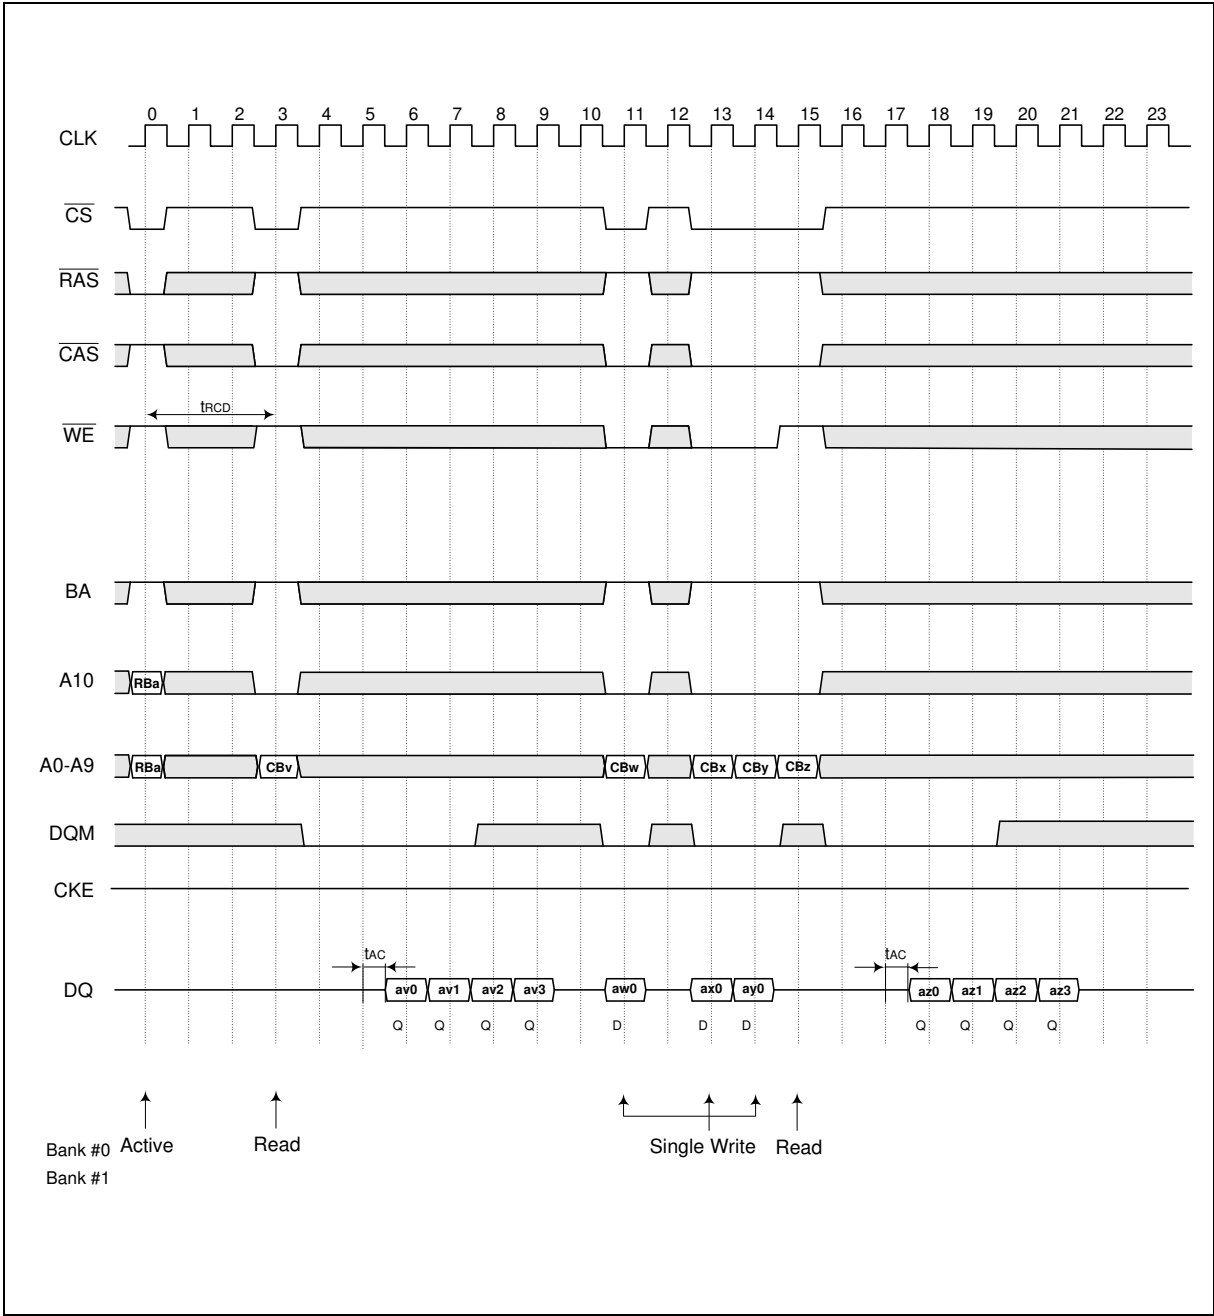 0 1 2 3 4 5 6 7 8 9 10 11 12 13 14 15 16 17 18 19 20 21 22 23
CLK
CS
RAS
CAS
tRCD
WE
BA
A10 RBa
A0-A9 RBa CBv CBw CBx CBy CBz
DQM
CKE
tAC tAC
DQ av0 av1 av2 av3 aw0 ax0 ay0 az0 az1 az2 az3
Q Q Q Q D D D Q Q Q Q
Bank #0 Active Read Single Write Read
Bank #1